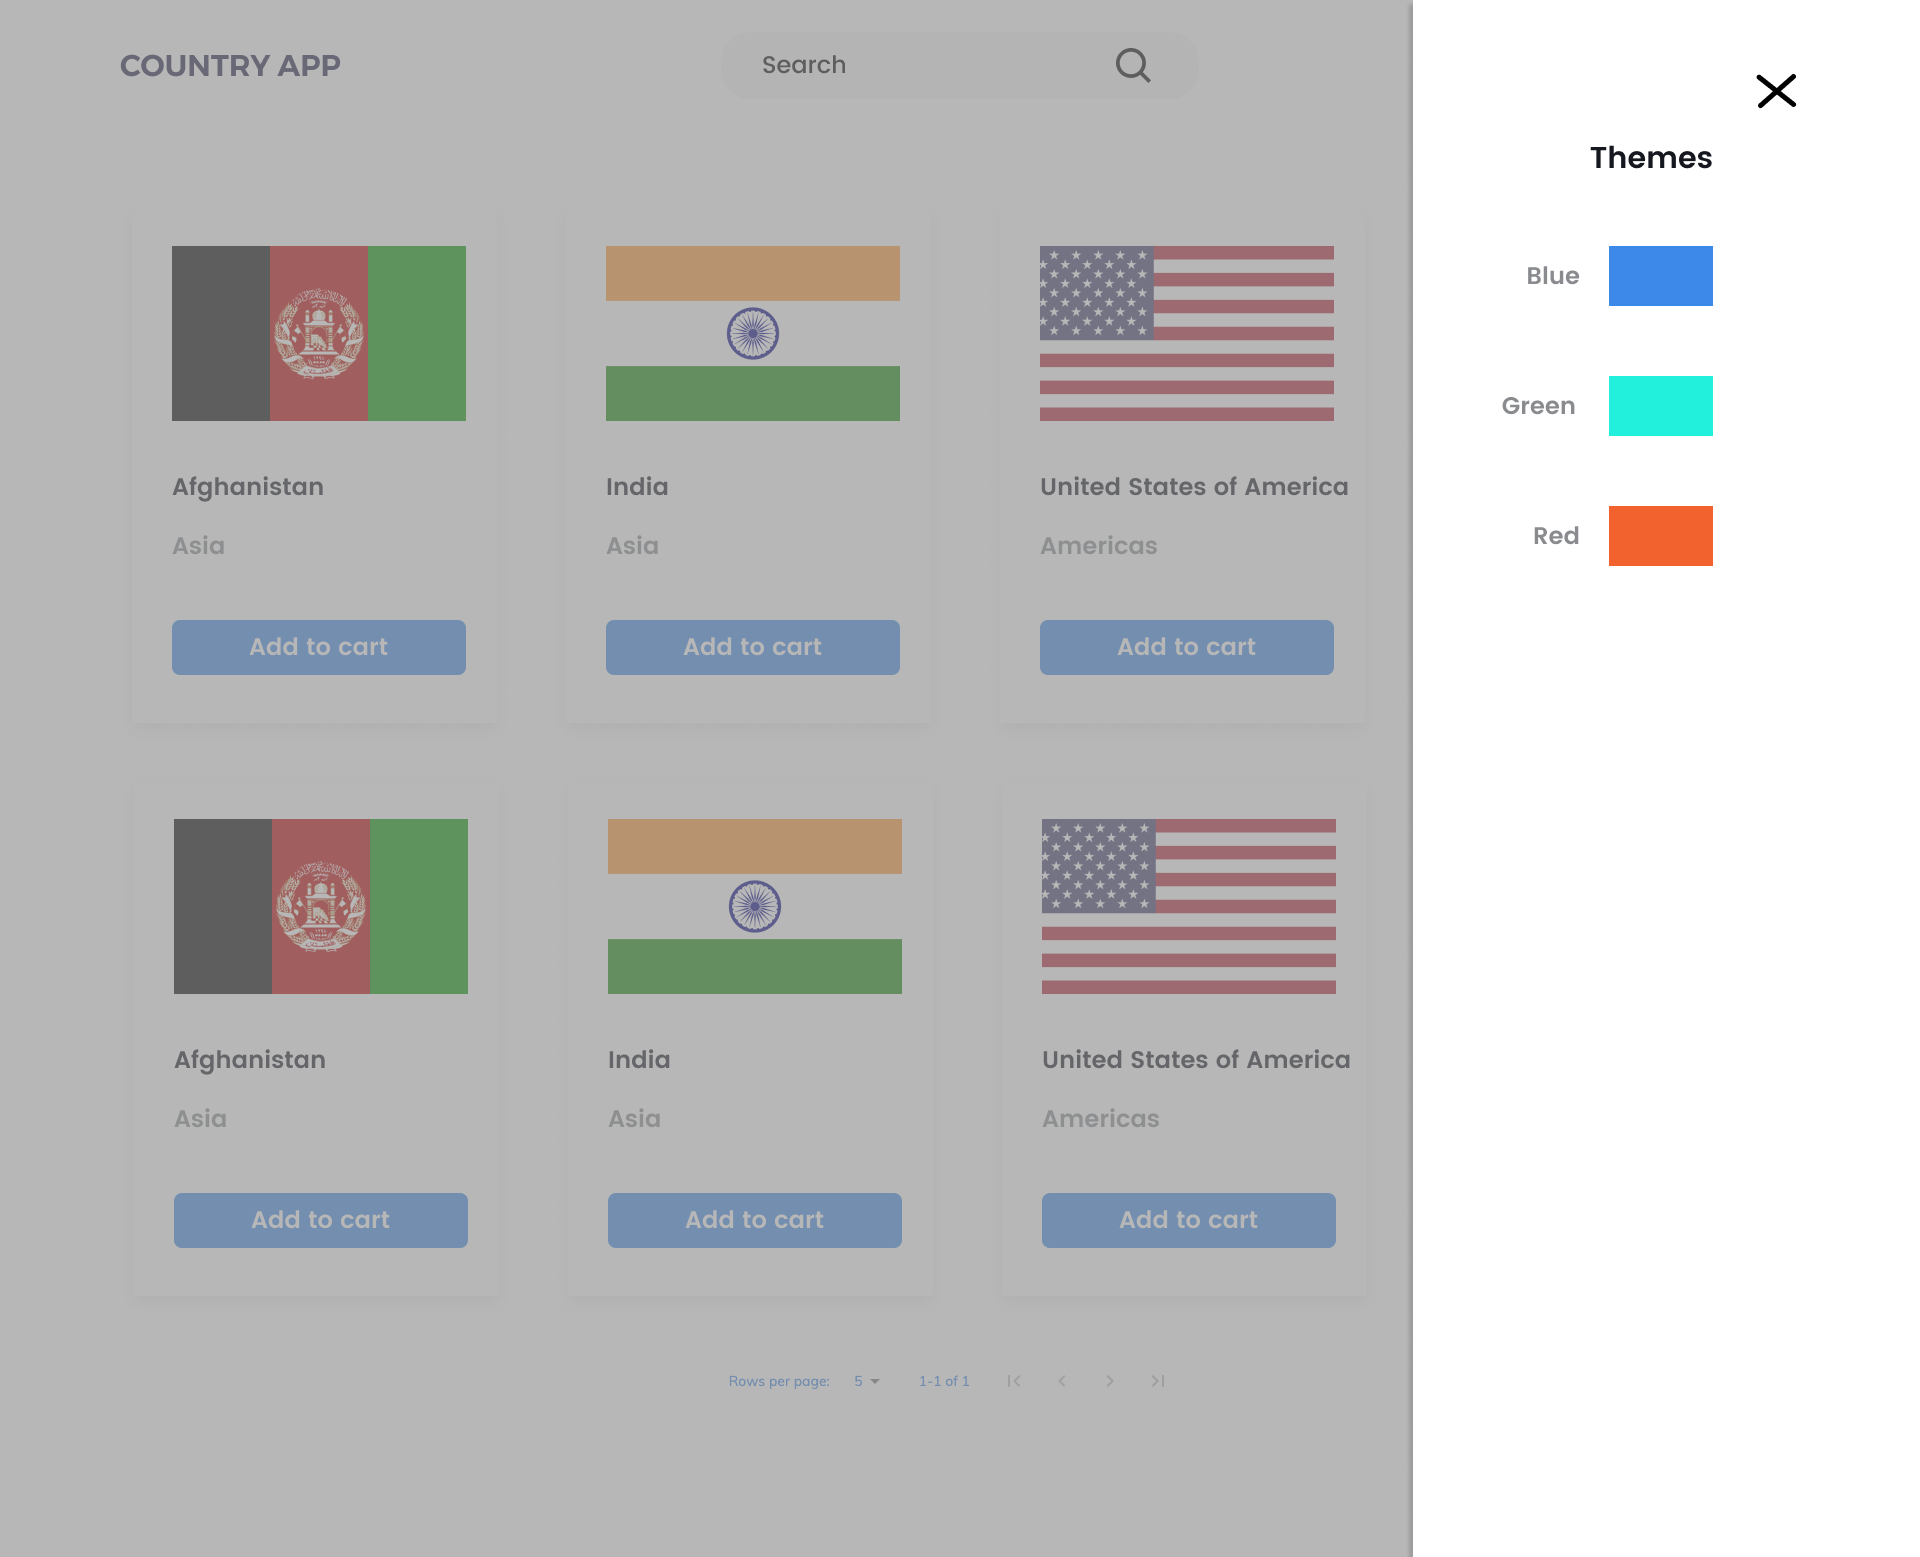 COUNTRY APP
Search
Themes
Blue
Green
Red
Afghanistan
India
United States of America
Asia
Asia
Americas
Add to cart
Add to cart
Add to cart
Afghanistan
India
United States of America
Asia
Asia
Americas
Add to cart
Add to cart
Add to cart
Rows per page: 5 1-1 of 1